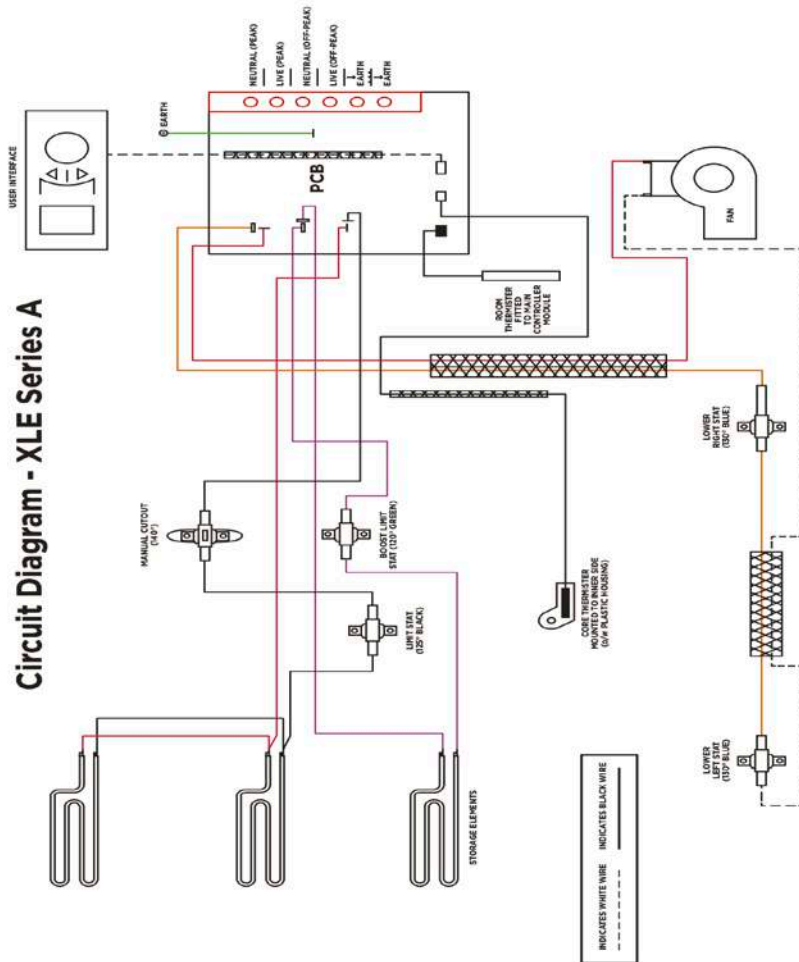 Circuit Diagram - XLE Series A
USER INTERFACE
EARTH
NEUTRAL (PEAK)
LIVE (PEAK)
NEUTRAL (OFF-PEAK)
LIVE (OFF-PEAK)
EARTH
EARTH
PCB
FAN
ROOM
THERMISTER
FITTED
TO MAIN
CONTROLLER
MODULE
MANUAL CUTOUT
(140°)
BOOST LIMIT
STAT (120° GREEN)
LIMIT STAT
(125° BLACK)
LOWER
RIGHT STAT
(130° BLUE)
CORE THERMISTER
MOUNTED TO INNER SIDE
(O/W PLASTIC HOUSING)
STORAGE ELEMENTS
LOWER
LEFT STAT
(130° BLUE)
INDICATES WHITE WIRE
INDICATES BLACK WIRE